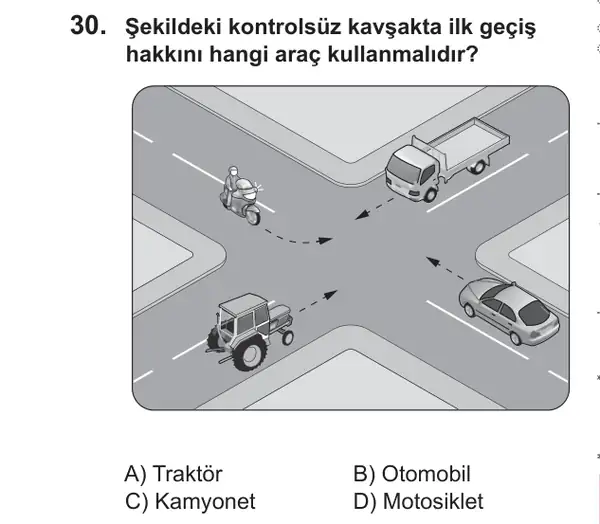 30. Şekildeki kontrolsüz kavşakta ilk geçiş
hakkını hangi araç kullanmalıdır?
A) Traktör
B) Otomobil
C) Kamyonet
D) Motosiklet